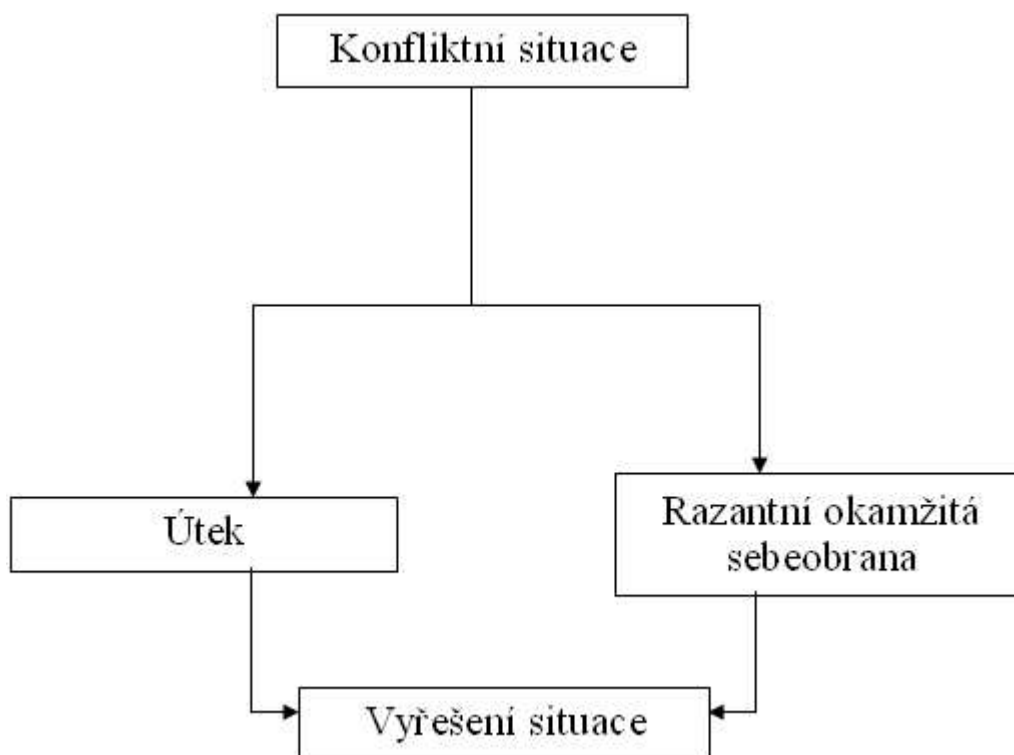 Konfliktní situace
Útek
Razantní okamžitá
sebeobrana
Vyřešení situace